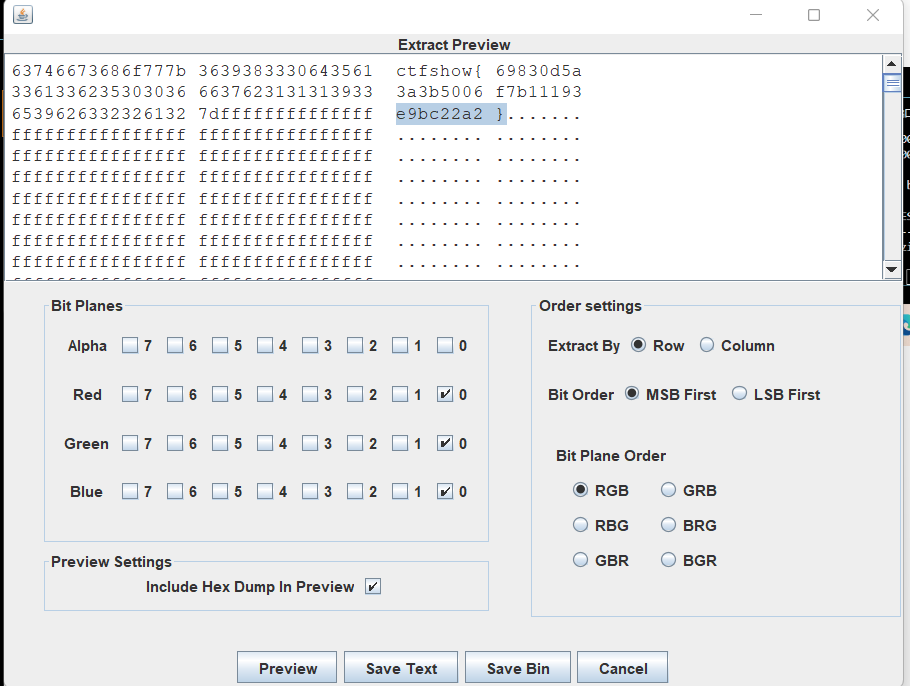 Extract Preview
63746673686f777b 3639383330643561 ctfshow{ 69830d5a
3361336235303036 6637623131313933 3a3b5006 f7b11193
6539626332326132 7dffffffffffffff e9bc22a2 }.......
ffffffffffffffff ffffffffffffffff ........ ........
ffffffffffffffff ffffffffffffffff ........ ........
ffffffffffffffff ffffffffffffffff ........ ........
ffffffffffffffff ffffffffffffffff ........ ........
ffffffffffffffff ffffffffffffffff ........ ........
ffffffffffffffff ffffffffffffffff ........ ........
ffffffffffffffff ffffffffffffffff ........ ........
Bit Planes
Alpha 7 6 5 4 3 2 1 0
Red 7 6 5 4 3 2 1 0
Green 7 6 5 4 3 2 1 0
Blue 7 6 5 4 3 2 1 0
Preview Settings
Include Hex Dump In Preview
Order settings
Extract By Row Column
Bit Order MSB First LSB First
Bit Plane Order
RGB GRB
RBG BRG
GBR BGR
Preview Save Text Save Bin Cancel